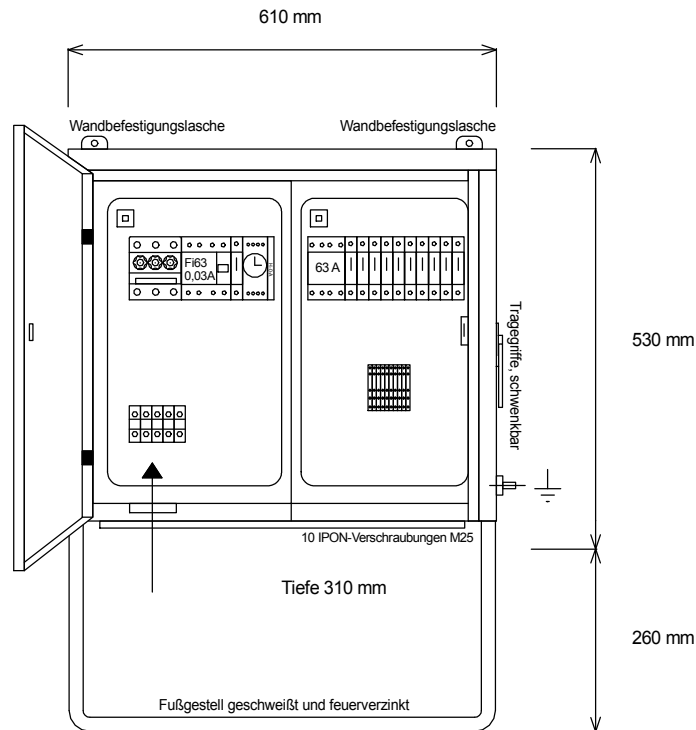 610 mm
Wandbefestigungslasche
Wandbefestigungslasche
Fi63
0,03A
63 A
Tragegriffe, schwenkbar
530 mm
10 IPON-Verschraubungen M25
Tiefe 310 mm
260 mm
Fußgestell geschweißt und feuerverzinkt